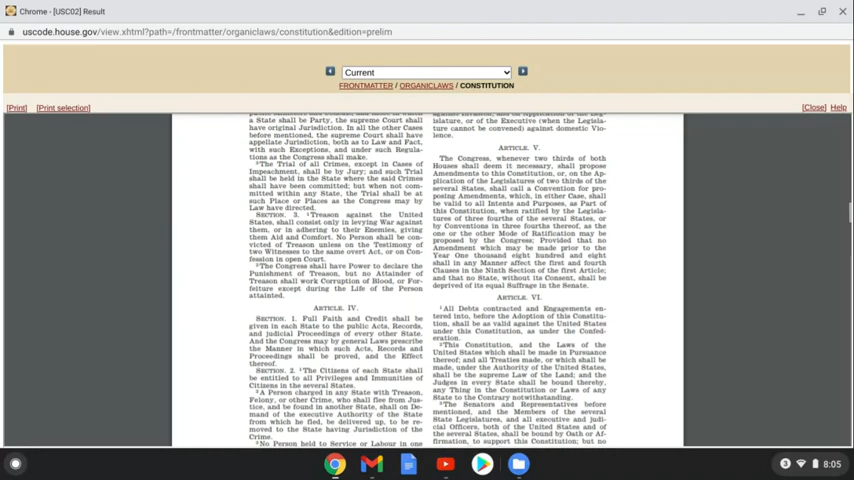 Chrome - [USC02] Result
uscode.house.gov/view.xhtml?path=/frontmatter/organiclaws/constitution&edition=prelim
Current
FRONTMATTER / ORGANICLAWS / CONSTITUTION
[Print] [Print selection]
[Close] Help
a State shall be Party, the supreme Court shall
have original Jurisdiction. In all the other Cases
before mentioned, the supreme Court shall have
appellate Jurisdiction, both as to Law and Fact,
with such Exceptions, and under such Regula-
tions as the Congress shall make.
³The Trial of all Crimes, except in Cases of
Impeachment, shall be by Jury; and such Trial
shall be held in the State where the said Crimes
shall have been committed; but when not com-
mitted within any State, the Trial shall be at
such Place or Places as the Congress may by
Law have directed.
SECTION. 3. ¹Treason against the United
States, shall consist only in levying War against
them, or in adhering to their Enemies, giving
them Aid and Comfort. No Person shall be con-
victed of Treason unless on the Testimony of
two Witnesses to the same overt Act, or on Con-
fession in open Court.
²The Congress shall have Power to declare the
Punishment of Treason, but no Attainder of
Treason shall work Corruption of Blood, or For-
feiture except during the Life of the Person
attainted.
ARTICLE. IV.
SECTION. 1. Full Faith and Credit shall be
given in each State to the public Acts, Records,
and judicial Proceedings of every other State.
And the Congress may by general Laws prescribe
the Manner in which such Acts, Records and
Proceedings shall be proved, and the Effect
thereof.
SECTION. 2. ¹The Citizens of each State shall
be entitled to all Privileges and Immunities of
Citizens in the several States.
²A Person charged in any State with Treason,
Felony, or other Crime, who shall flee from Jus-
tice, and be found in another State, shall on De-
mand of the executive Authority of the State
from which he fled, be delivered up, to be re-
moved to the State having Jurisdiction of the
Crime.
³No Person held to Service or Labour in one
against Invasion; and on Application of the Leg-
islature, or of the Executive (when the Legisla-
ture cannot be convened) against domestic Vio-
lence.
ARTICLE. V.
The Congress, whenever two thirds of both
Houses shall deem it necessary, shall propose
Amendments to this Constitution, or, on the Ap-
plication of the Legislatures of two thirds of the
several States, shall call a Convention for pro-
posing Amendments, which, in either Case, shall
be valid to all Intents and Purposes, as Part of
this Constitution, when ratified by the Legisla-
tures of three fourths of the several States, or
by Conventions in three fourths thereof, as the
one or the other Mode of Ratification may be
proposed by the Congress; Provided that no
Amendment which may be made prior to the
Year One thousand eight hundred and eight
shall in any Manner affect the first and fourth
Clauses in the Ninth Section of the first Article;
and that no State, without its Consent, shall be
deprived of its equal Suffrage in the Senate.
ARTICLE. VI.
¹All Debts contracted and Engagements en-
tered into, before the Adoption of this Constitu-
tion, shall be as valid against the United States
under this Constitution, as under the Confed-
eration.
²This Constitution, and the Laws of the
United States which shall be made in Pursuance
thereof; and all Treaties made, or which shall be
made, under the Authority of the United States,
shall be the supreme Law of the Land; and the
Judges in every State shall be bound thereby,
any Thing in the Constitution or Laws of any
State to the Contrary notwithstanding.
³The Senators and Representatives before
mentioned, and the Members of the several
State Legislatures, and all executive and judi-
cial Officers, both of the United States and of
the several States, shall be bound by Oath or Af-
firmation, to support this Constitution; but no
3
8:05